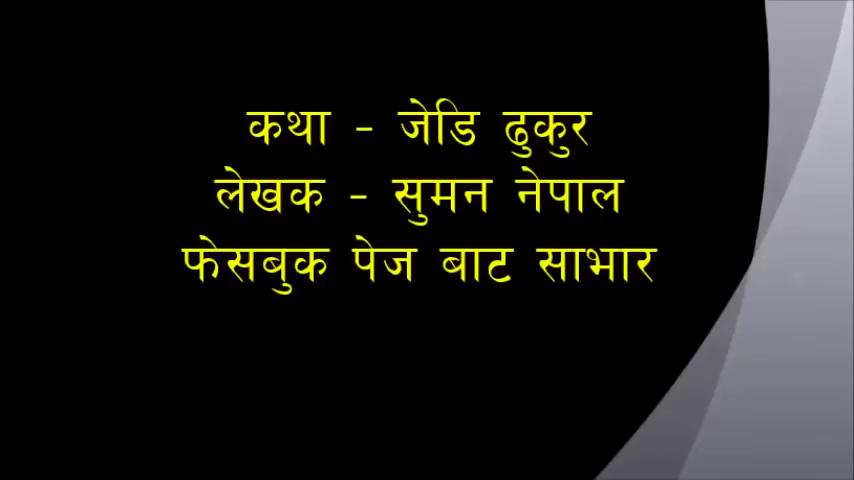 कथा - जेडि ढुकुर
लेखक - सुमन नेपाल
फेसबुक पेज बाट साभार